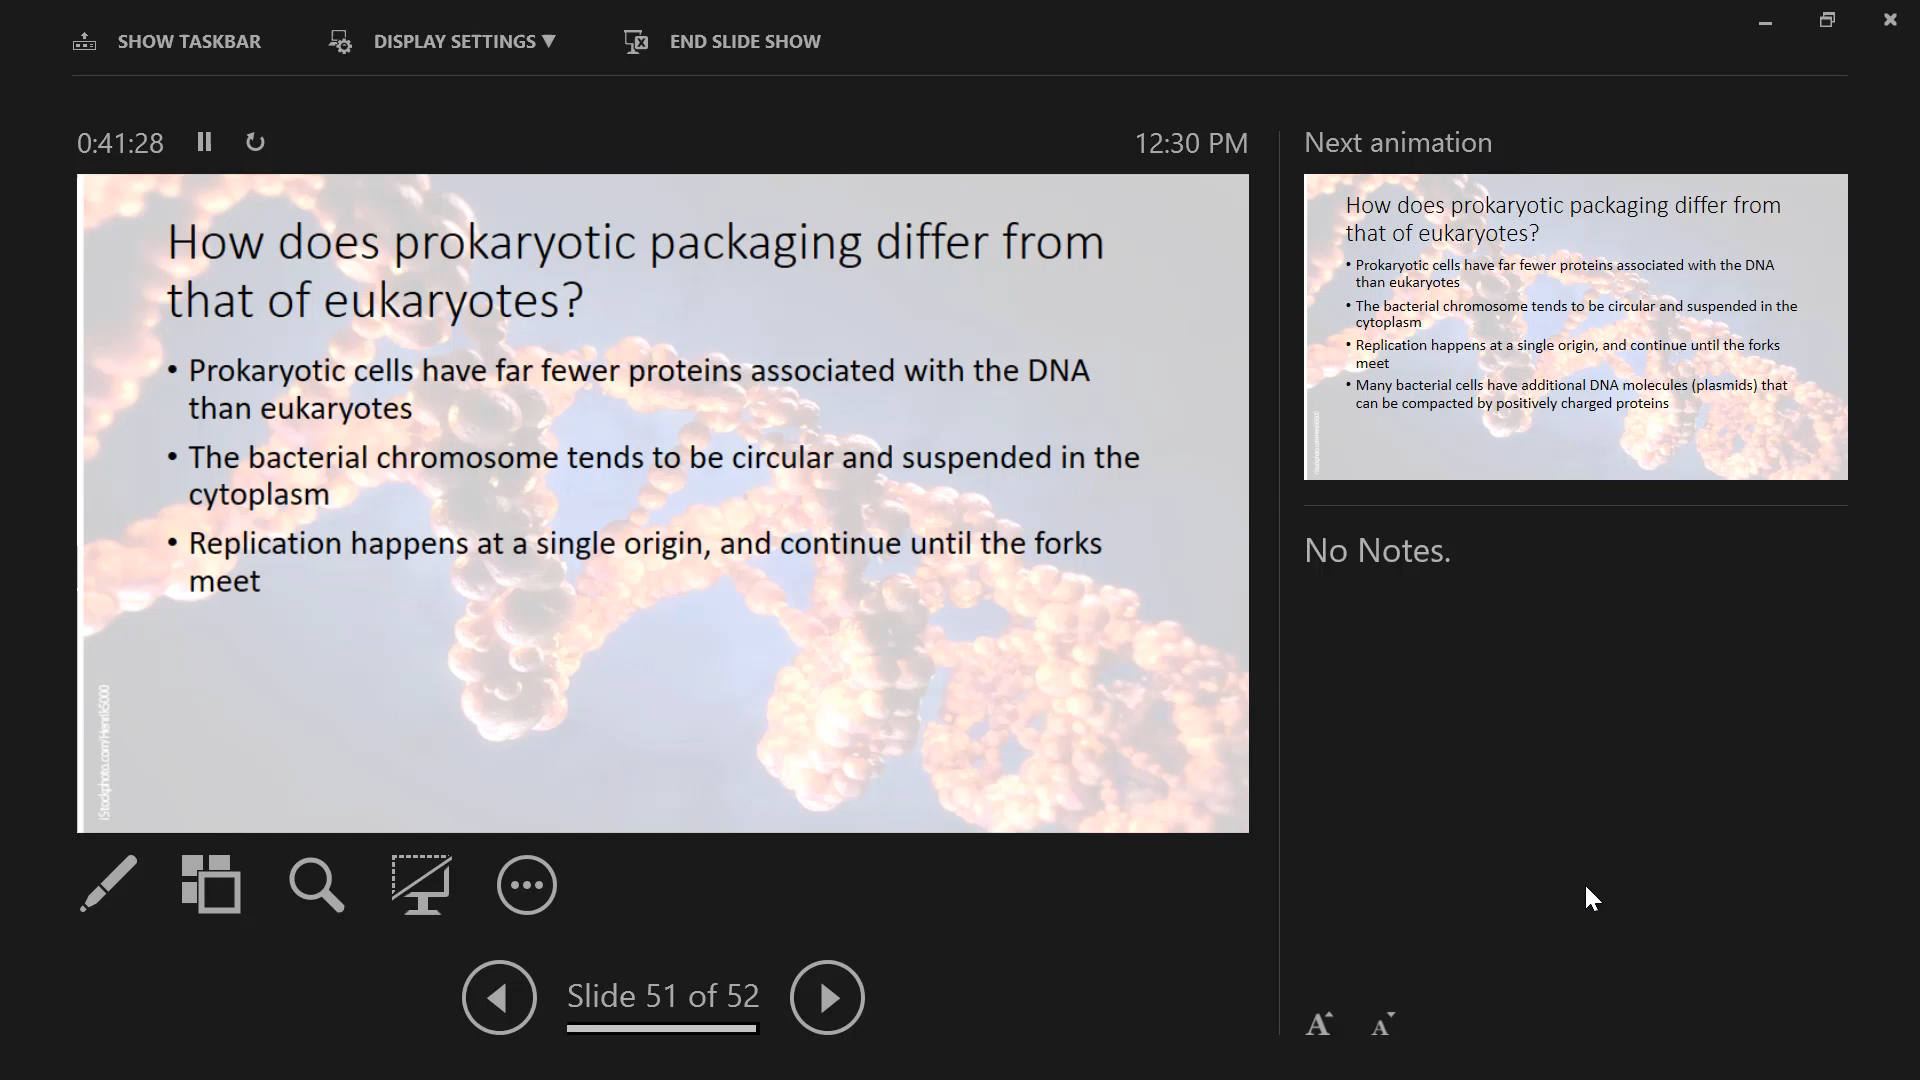 SHOW TASKBAR
DISPLAY SETTINGS ▼
END SLIDE SHOW
0:41:28
12:30 PM
Next animation
How does prokaryotic packaging differ from
that of eukaryotes?
• Prokaryotic cells have far fewer proteins associated with the DNA
than eukaryotes
• The bacterial chromosome tends to be circular and suspended in the
cytoplasm
• Replication happens at a single origin, and continue until the forks
meet
iStockphoto.com/Henrik5000
How does prokaryotic packaging differ from
that of eukaryotes?
• Prokaryotic cells have far fewer proteins associated with the DNA
than eukaryotes
• The bacterial chromosome tends to be circular and suspended in the
cytoplasm
• Replication happens at a single origin, and continue until the forks
meet
• Many bacterial cells have additional DNA molecules (plasmids) that
can be compacted by positively charged proteins
No Notes.
Slide 51 of 52
A
A